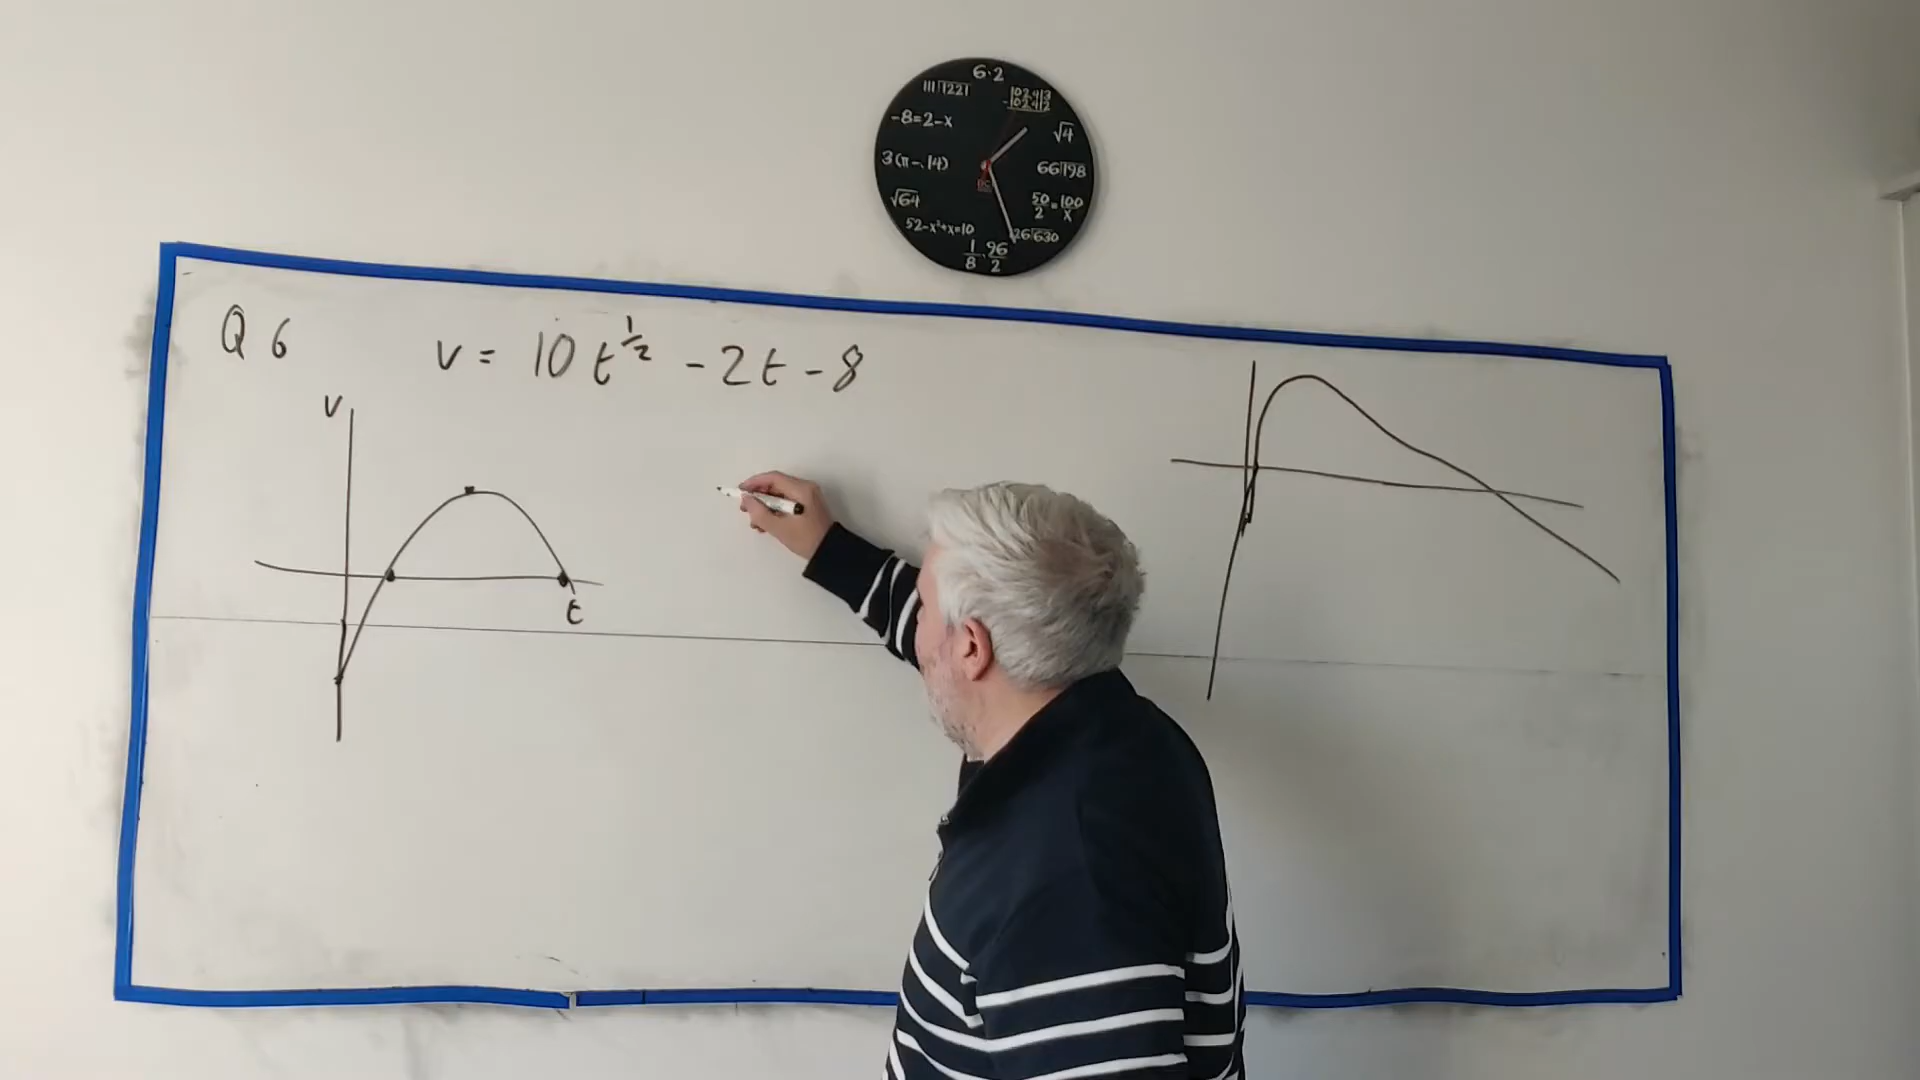 6·2
111|1221
102,413
-102,412
-8=2-x
√4
3(π-.14)
66|198
√64
50/2=100/x
52-x²+x=10
26|630
1/8·96/2
Q 6
v = 10t^½ - 2t - 8
v
t